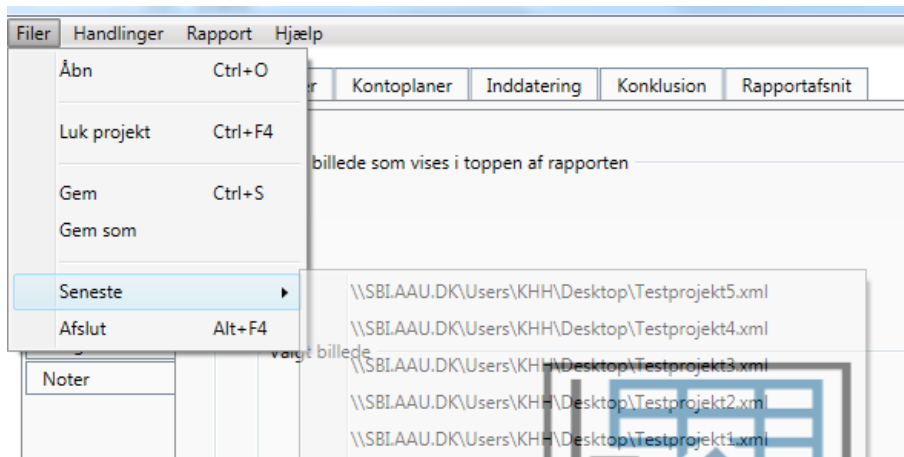 Filer Handlinger Rapport Hjælp
Åbn Ctrl+O
Kontoplaner Inddatering Konklusion Rapportafsnit
Luk projekt Ctrl+F4
billede som vises i toppen af rapporten
Gem Ctrl+S
Gem som
Seneste
\\SBI.AAU.DK\Users\KHH\Desktop\Testprojekt5.xml
Afslut Alt+F4
\\SBI.AAU.DK\Users\KHH\Desktop\Testprojekt4.xml
Valgt billede
\\SBI.AAU.DK\Users\KHH\Desktop\Testprojekt3.xml
Noter
\\SBI.AAU.DK\Users\KHH\Desktop\Testprojekt2.xml
\\SBI.AAU.DK\Users\KHH\Desktop\Testprojekt1.xml